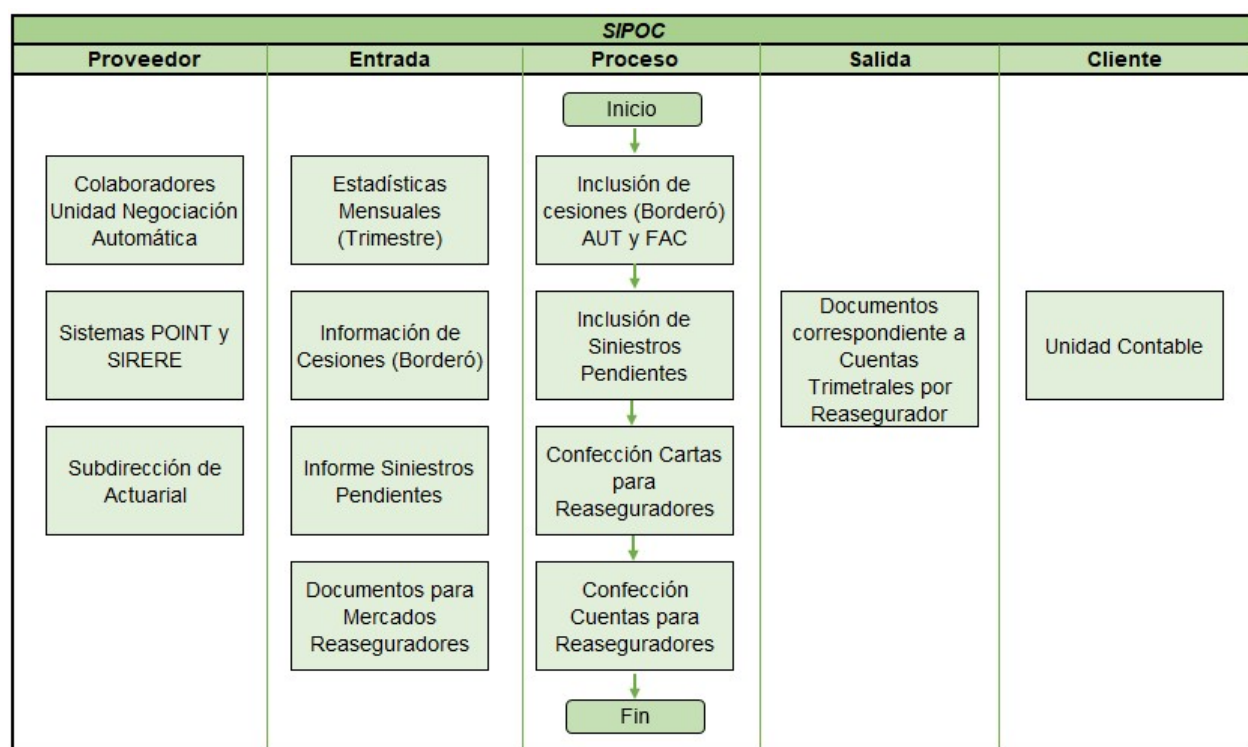 SIPOC
Proveedor
Entrada
Proceso
Salida
Cliente
Colaboradores
Unidad Negociación
Automática
Sistemas POINT y
SIRERE
Subdirección de
Actuarial
Estadísticas
Mensuales
(Trimestre)
Información de
Cesiones (Borderó)
Informe Siniestros
Pendientes
Documentos para
Mercados
Reaseguradores
Inicio
Inclusión de
cesiones (Borderó)
AUT y FAC
Inclusión de
Siniestros
Pendientes
Confección Cartas
para
Reaseguradores
Confección
Cuentas para
Reaseguradores
Fin
Documentos
correspondiente a
Cuentas
Trimetrales por
Reasegurador
Unidad Contable